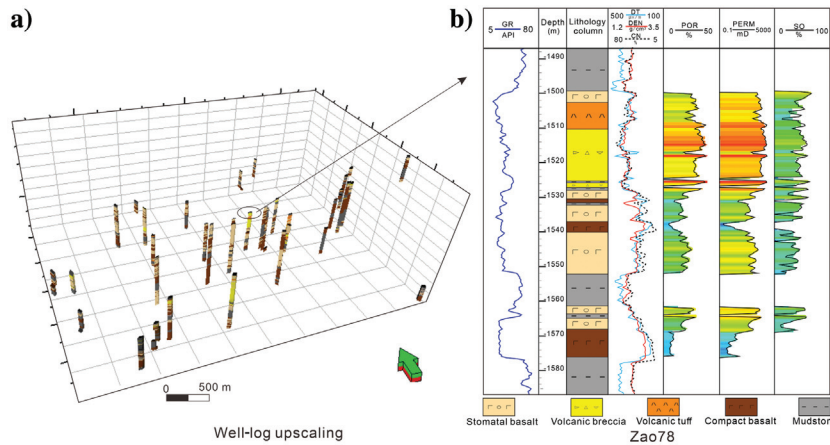 a)
0 500 m
Well-log upscaling
b)
GR
5 80
API
Depth
(m)
Lithology
column
DT
500 100
DEN
1.2 g/cm³ 3.5
CN
80 % 5
POR
0 50
%
PERM
0.1 5000
mD
SO
0 100
%
1490
1500
1510
1520
1530
1540
1550
1560
1570
1580
Stomatal basalt
Volcanic breccia
Volcanic tuff
Compact basalt
Mudston
Zao78